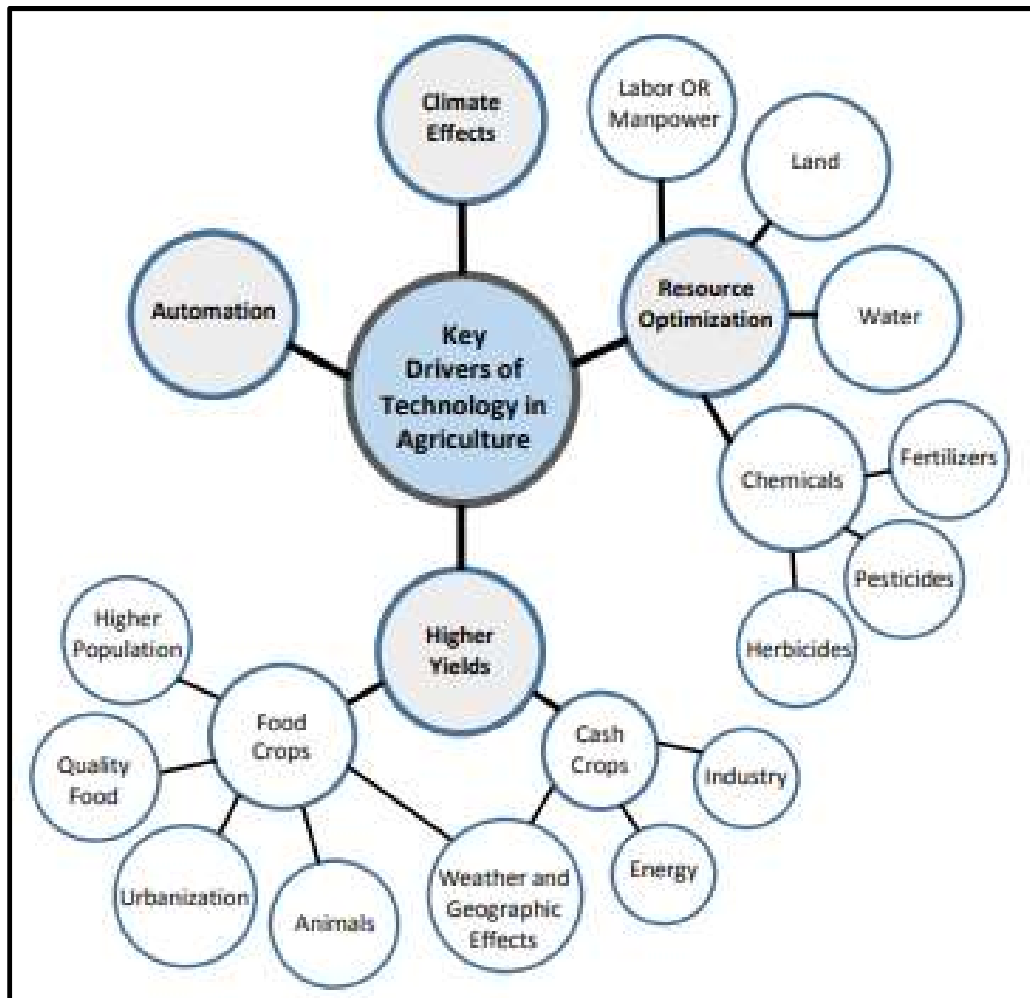 Climate
Effects
Labor OR
Manpower
Land
Automation
Resource
Optimization
Water
Key
Drivers of
Technology in
Agriculture
Chemicals
Fertilizers
Pesticides
Herbicides
Higher
Yields
Higher
Population
Food
Crops
Cash
Crops
Quality
Food
Industry
Urbanization
Animals
Weather and
Geographic
Effects
Energy